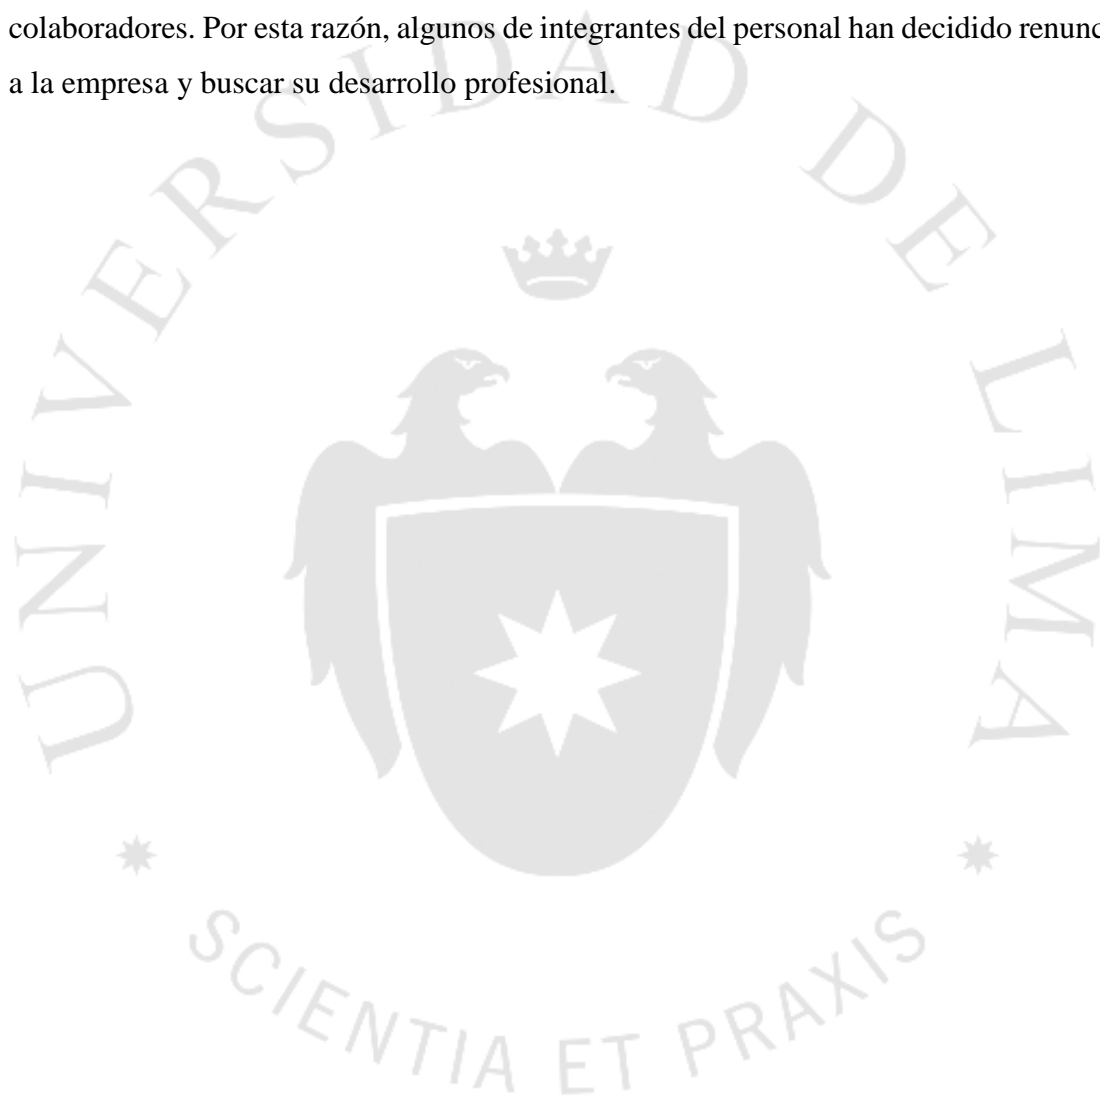 colaboradores. Por esta razón, algunos de integrantes del personal han decidido renunc
a la empresa y buscar su desarrollo profesional.
UNIVERSIDAD DE LIMA
SCIENTIA ET PRAXIS